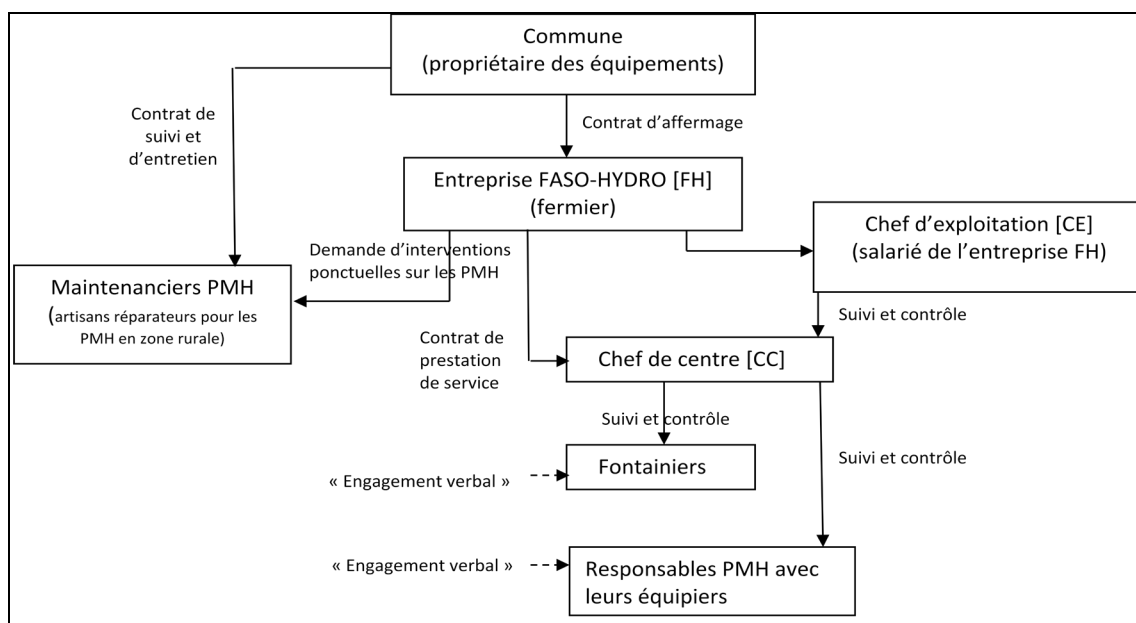 Commune
(propriétaire des équipements)
Contrat de
suivi et
d’entretien
Contrat d’affermage
Entreprise FASO-HYDRO [FH]
(fermier)
Chef d’exploitation [CE]
(salarié de l’entreprise FH)
Demande d’interventions
ponctuelles sur les PMH
Maintenanciers PMH
(artisans réparateurs pour les
PMH en zone rurale)
Suivi et contrôle
Contrat de
prestation
de service
Chef de centre [CC]
Suivi et contrôle
Suivi et contrôle
Fontainiers
« Engagement verbal »
« Engagement verbal »
Responsables PMH avec
leurs équipiers